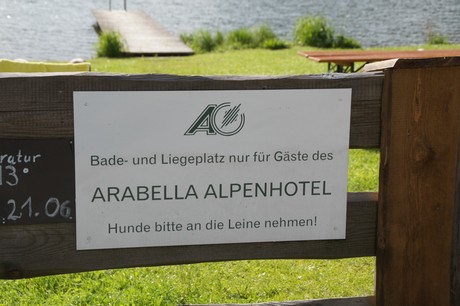 AO
Bade- und Liegeplatz nur für Gäste des
ARABELLA ALPENHOTEL
Hunde bitte an die Leine nehmen!
ratur
13°
21.06